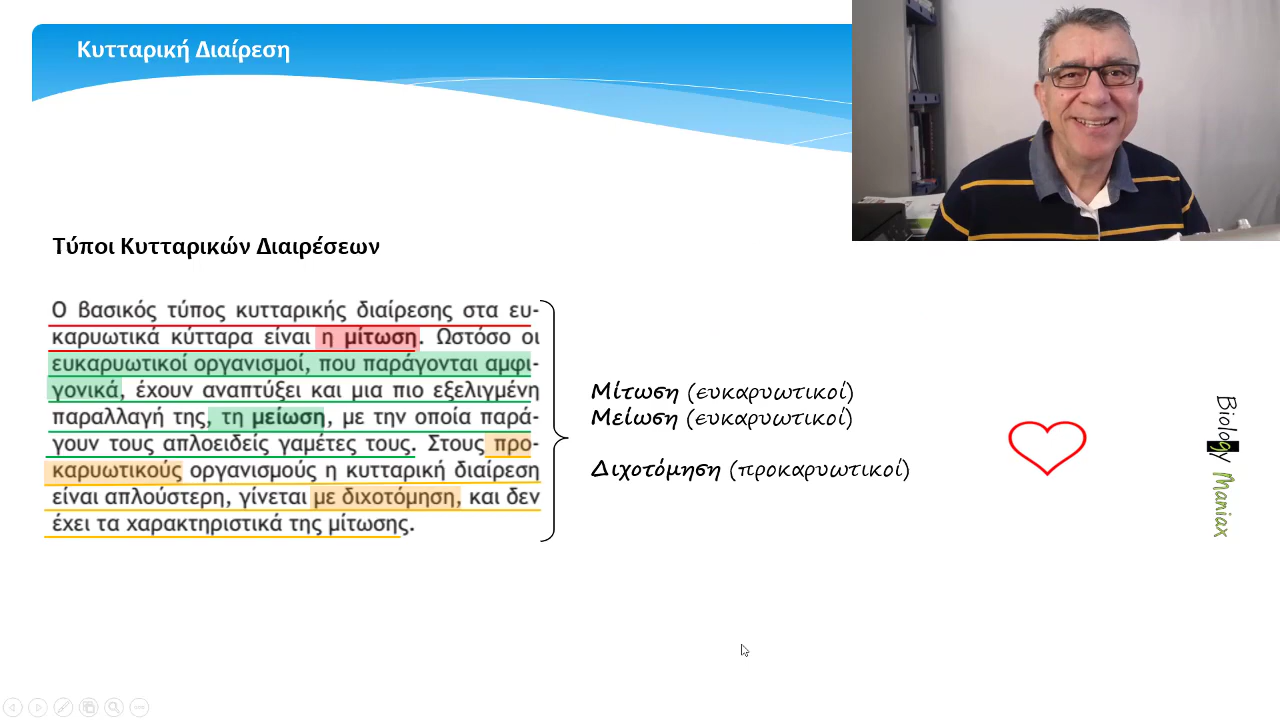 Κυτταρική Διαίρεση
Τύποι Κυτταρικών Διαιρέσεων
Ο βασικός τύπος κυτταρικής διαίρεσης στα ευ-
καρυωτικά κύτταρα είναι η μίτωση. Ωστόσο οι
ευκαρυωτικοί οργανισμοί, που παράγονται αμφι-
γονικά, έχουν αναπτύξει και μια πιο εξελιγμένη
παραλλαγή της, τη μείωση, με την οποία παρά-
γουν τους απλοειδείς γαμέτες τους. Στους προ-
καρυωτικούς οργανισμούς η κυτταρική διαίρεση
είναι απλούστερη, γίνεται με διχοτόμηση, και δεν
έχει τα χαρακτηριστικά της μίτωσης.
Μίτωση (ευκαρυωτικοί)
Μείωση (ευκαρυωτικοί)
Διχοτόμηση (προκαρυωτικοί)
Biology Maniax